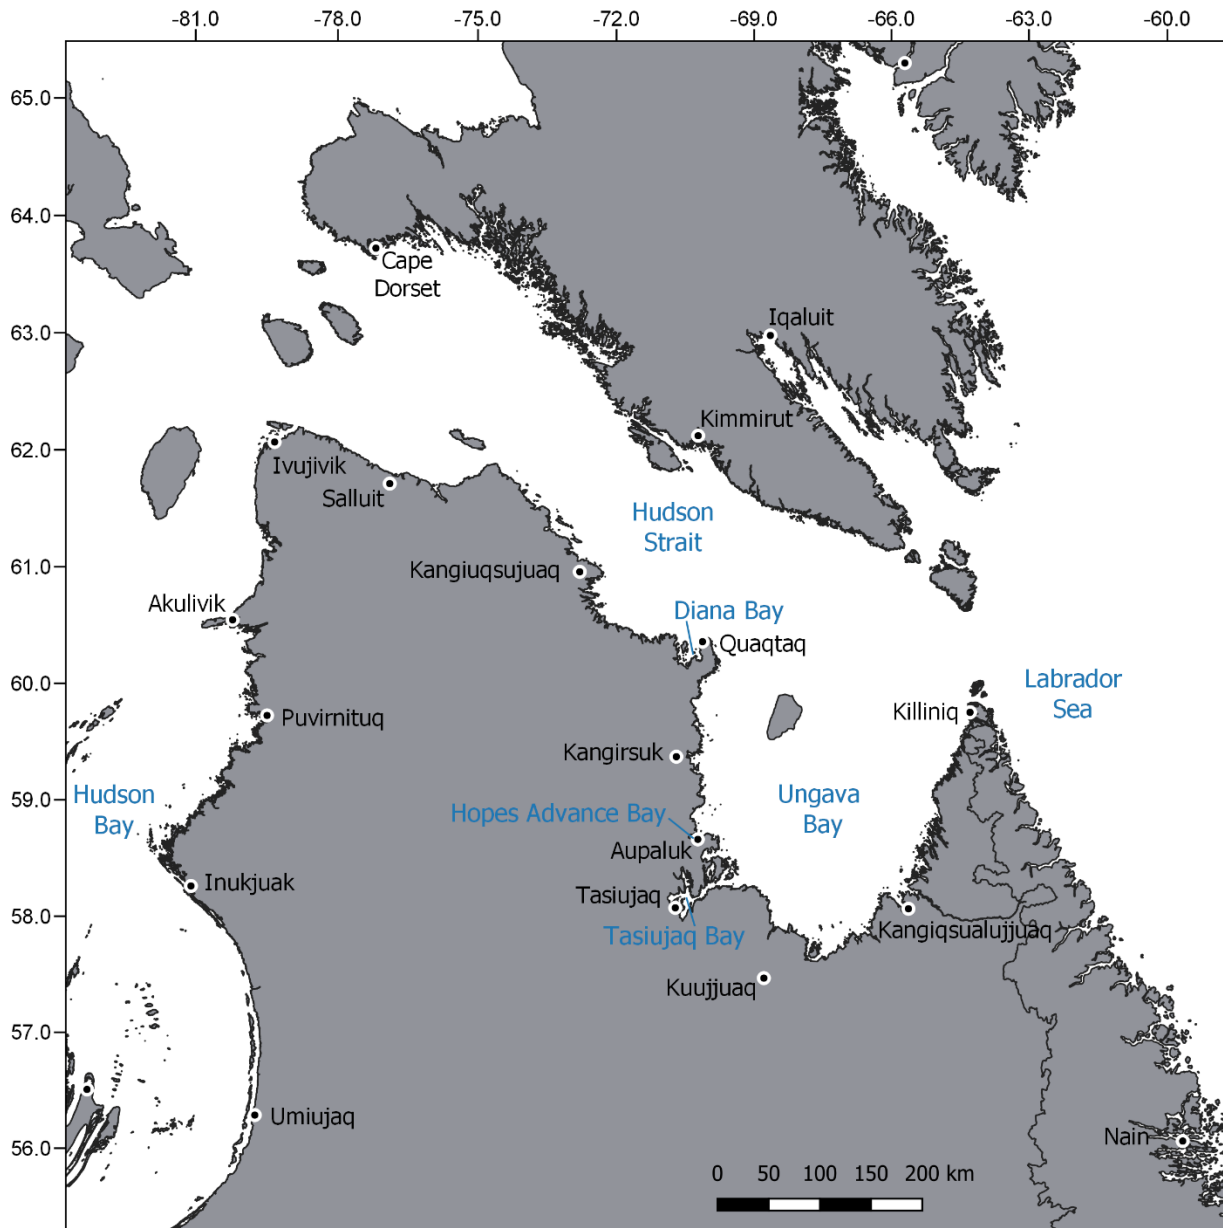 -81.0 -78.0 -75.0 -72.0 -69.0 -66.0 -63.0 -60.0
65.0
64.0
Cape
Dorset
63.0
Iqaluit
Kimmirut
62.0
Ivujivik
Salluit
Hudson
Strait
61.0
Kangiuqsujuaq
Akulivik
Diana Bay
Quaqtaq
60.0
Labrador
Sea
Killiniq
Puvirnituq
Kangirsuk
59.0
Hudson
Bay
Ungava
Bay
Hopes Advance Bay
Aupaluk
Inukjuak
Tasiujaq
58.0
Tasiujaq Bay
Kangiqsualujjuaq
Kuujjuaq
57.0
Umiujaq
56.0
Nain
0 50 100 150 200 km